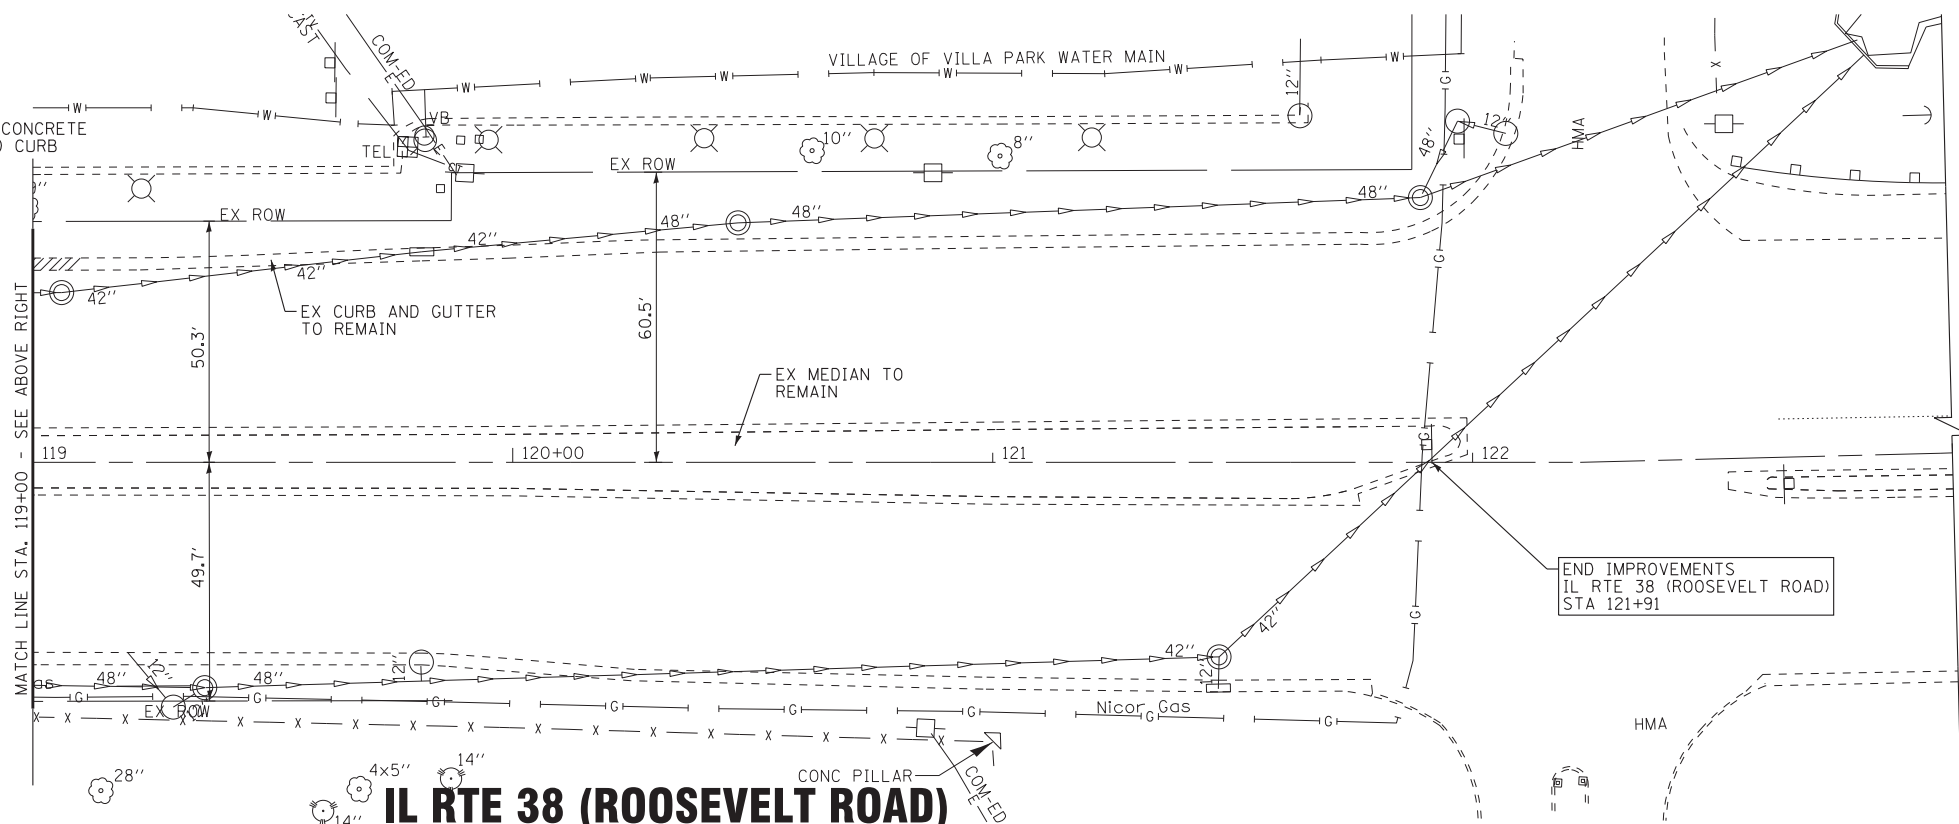 CAST
COM-ED
E
VILLAGE OF VILLA PARK WATER MAIN
W W W W W W W W
12''
G
X
CONCRETE
CURB
VB
TEL
E
10''
8''
48''
12''
HMA
EX ROW
EX ROW
48''
48''
48''
42''
42''
42''
G
EX CURB AND GUTTER
TO REMAIN
50.3'
60.5'
EX MEDIAN TO
REMAIN
G
119
120+00
121
122
MATCH LINE STA. 119+00 - SEE ABOVE RIGHT
49.7'
END IMPROVEMENTS
IL RTE 38 (ROOSEVELT ROAD)
STA 121+91
G
42''
42''
48''
12''
48''
12''
12''
G G G G G G G G
EX ROW
Nicor Gas
X X X X X X X X X X X X X X X X X
HMA
28''
4x5''
14''
14''
CONC PILLAR
COM-ED
E
IL RTE 38 (ROOSEVELT ROAD)